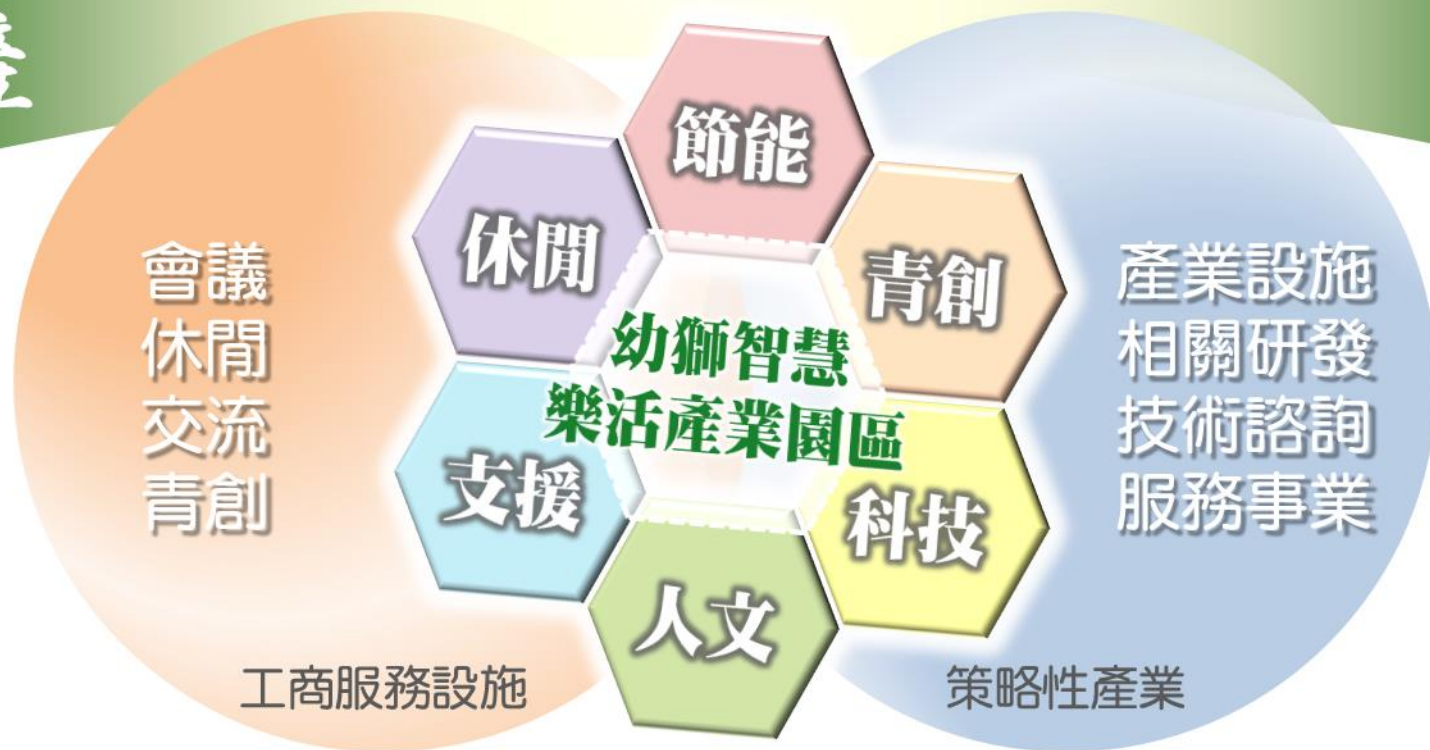 節能
休閒
青創
幼獅智慧
樂活產業園區
支援
科技
人文
會議
休閒
交流
青創
工商服務設施
產業設施
相關研發
技術諮詢
服務事業
策略性產業